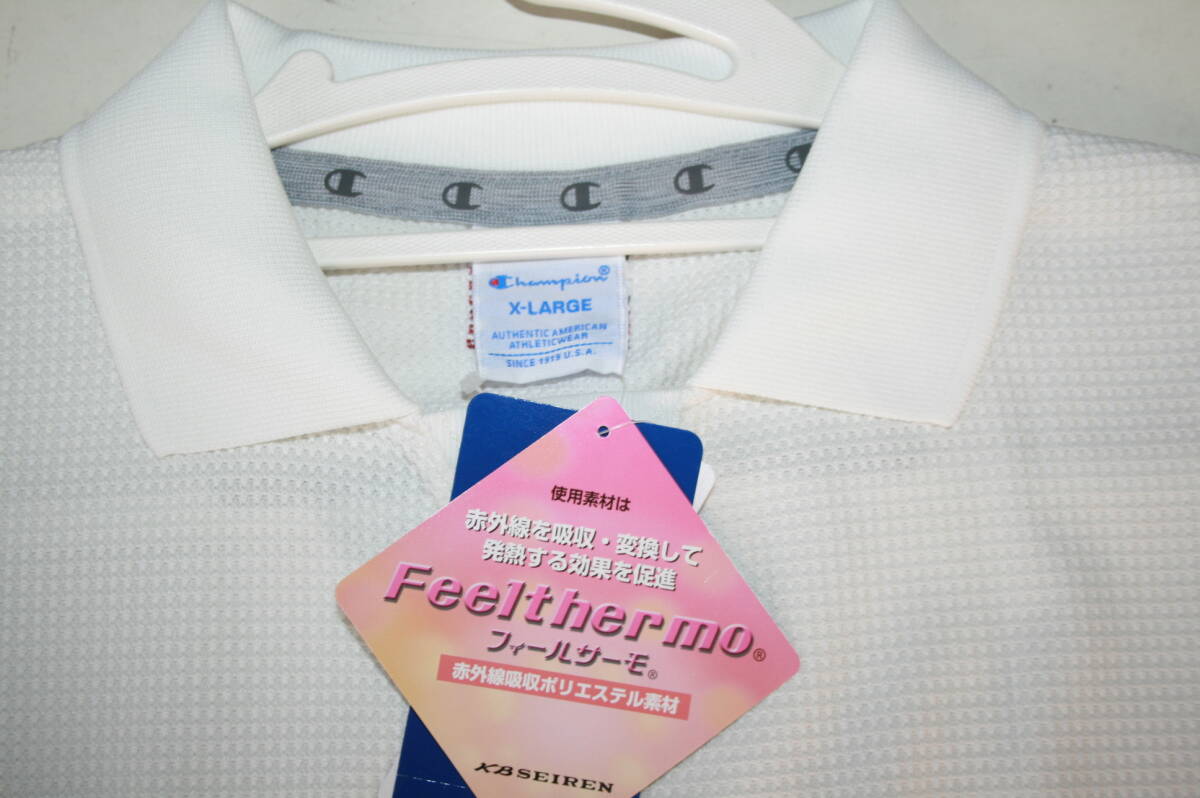 Champion®
X-LARGE
AUTHENTIC AMERICAN
ATHLETICWEAR
SINCE 1919 U.S.A.
使用素材は
赤外線を吸収・変換して
発熱する効果を促進
Feelthermo®
フィールサーモ®
赤外線吸収ポリエステル素材
KBSEIREN